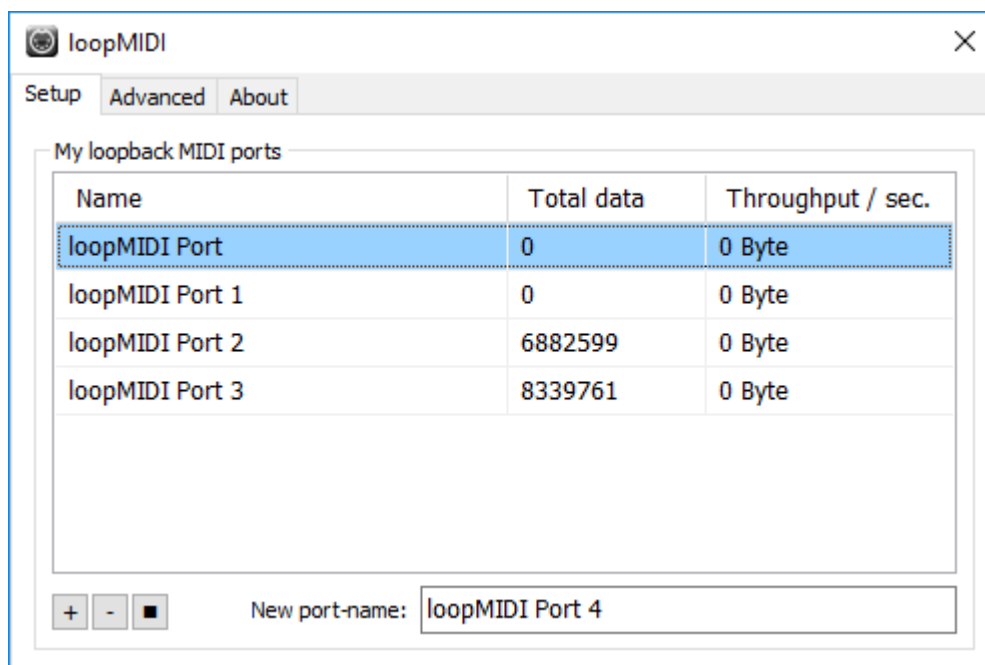 loopMIDI
Setup Advanced About
My loopback MIDI ports
Name Total data Throughput / sec.
loopMIDI Port 0 0 Byte
loopMIDI Port 1 0 0 Byte
loopMIDI Port 2 6882599 0 Byte
loopMIDI Port 3 8339761 0 Byte
+ - ■ New port-name: loopMIDI Port 4